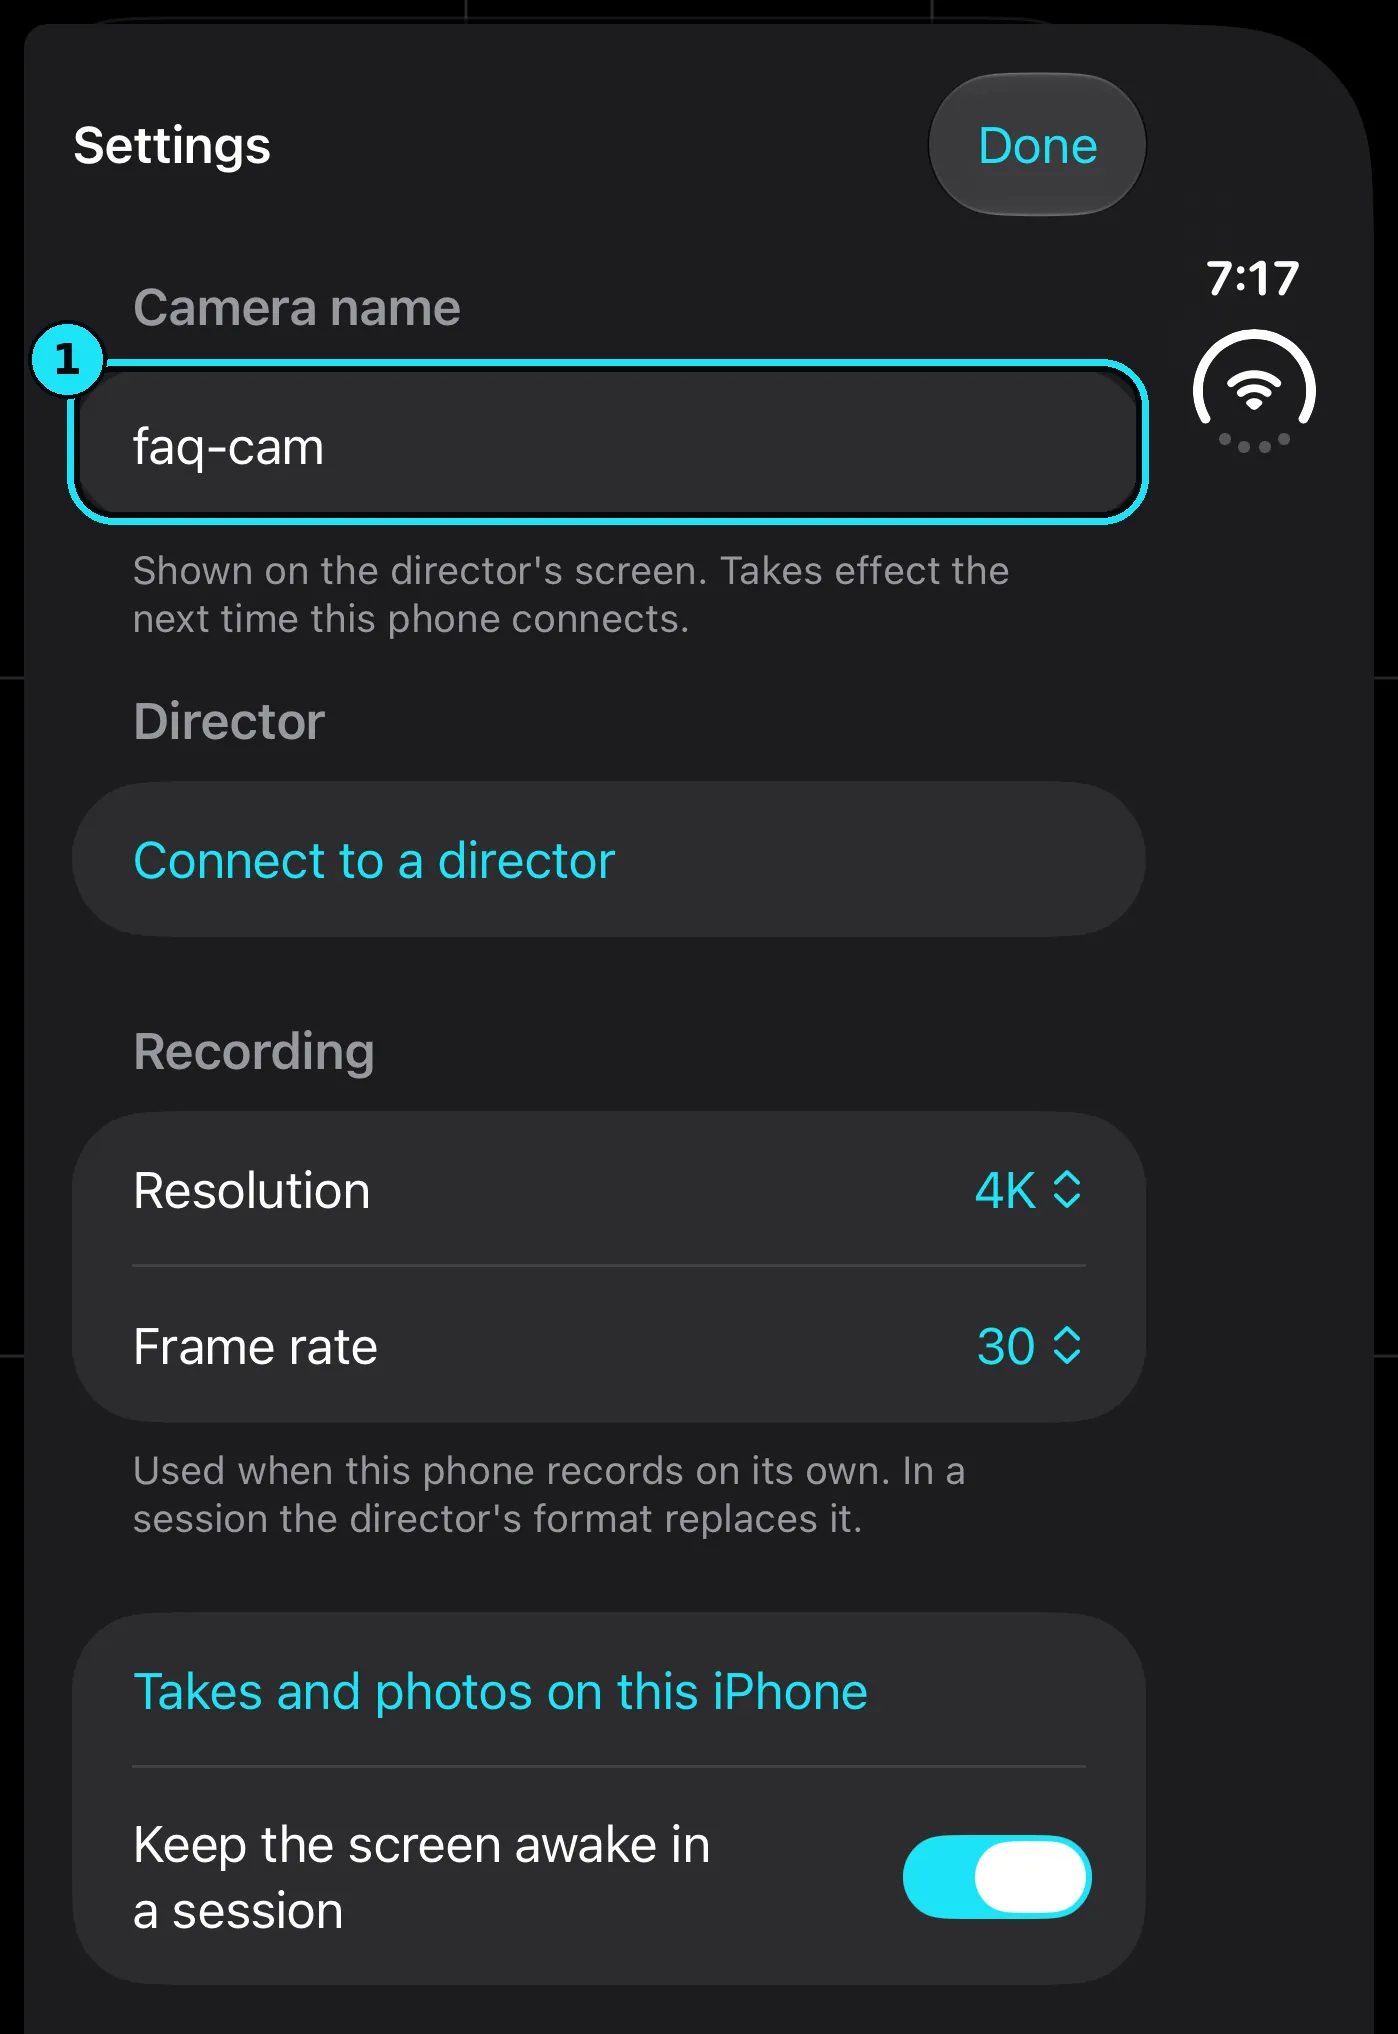 Settings
Done
7:17
Camera name
1
faq-cam
Shown on the director's screen. Takes effect the
next time this phone connects.
Director
Connect to a director
Recording
Resolution
4K
Frame rate
30
Used when this phone records on its own. In a
session the director's format replaces it.
Takes and photos on this iPhone
Keep the screen awake in
a session